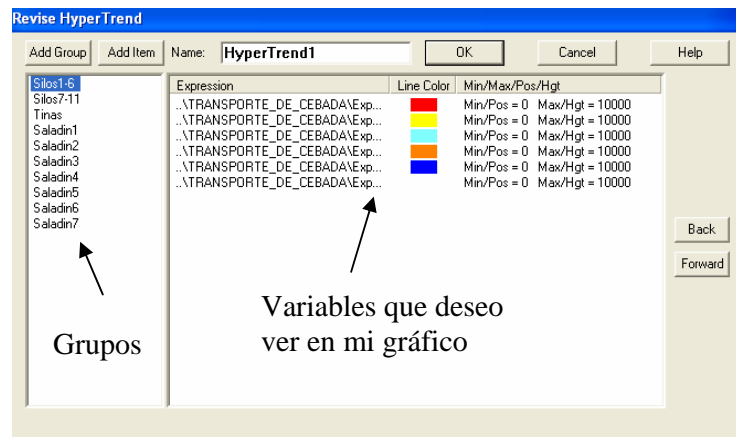 Revise HyperTrend
Add Group Add Item Name: HyperTrend1 OK Cancel Help
Silos1-6
Silos7-11
Tinas
Saladin1
Saladin2
Saladin3
Saladin4
Saladin5
Saladin6
Saladin7
Expression Line Color Min/Max/Pos/Hgt
..\TRANSPORTE_DE_CEBADA\Exp... Min/Pos = 0 Max/Hgt = 10000
..\TRANSPORTE_DE_CEBADA\Exp... Min/Pos = 0 Max/Hgt = 10000
..\TRANSPORTE_DE_CEBADA\Exp... Min/Pos = 0 Max/Hgt = 10000
..\TRANSPORTE_DE_CEBADA\Exp... Min/Pos = 0 Max/Hgt = 10000
..\TRANSPORTE_DE_CEBADA\Exp... Min/Pos = 0 Max/Hgt = 10000
..\TRANSPORTE_DE_CEBADA\Exp... Min/Pos = 0 Max/Hgt = 10000
Back
Forward
Grupos
Variables que deseo
ver en mi gráfico